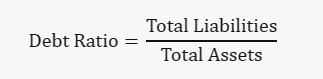 Debt Ratio = Total Liabilities / Total Assets